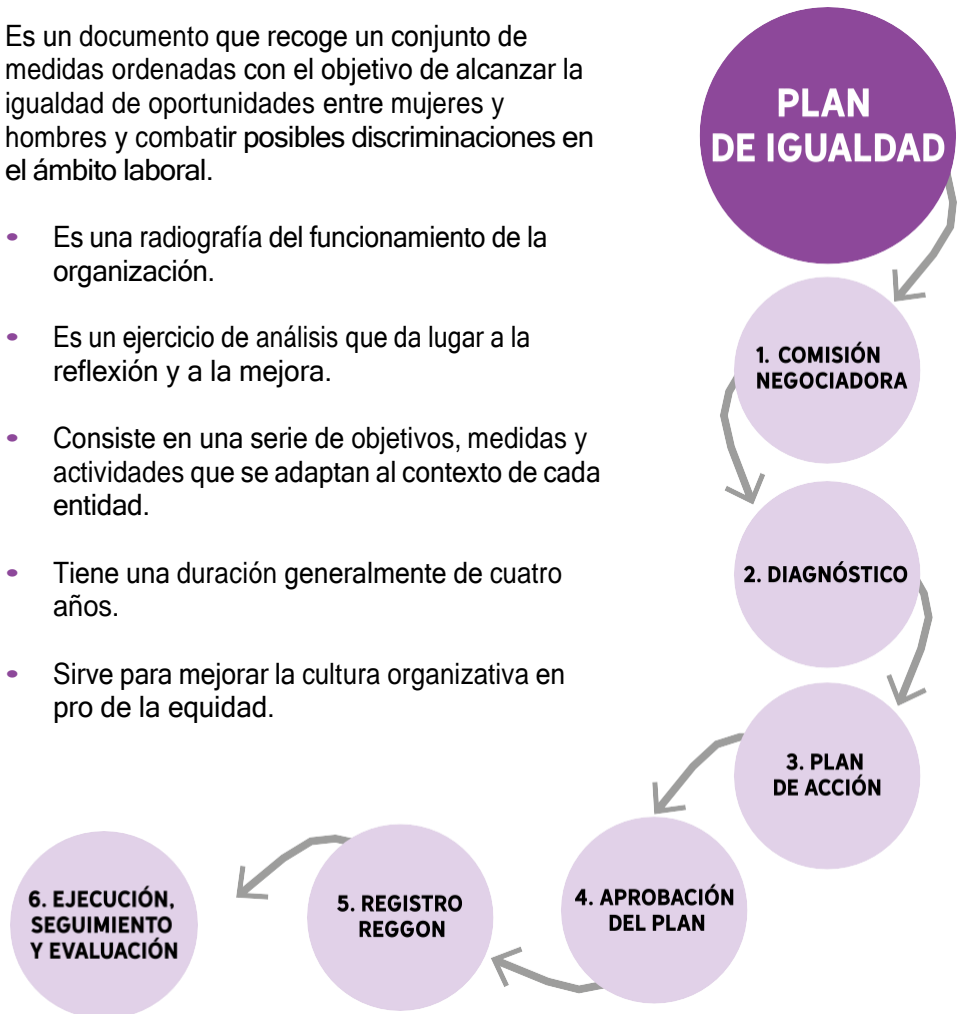 Es un documento que recoge un conjunto de
medidas ordenadas con el objetivo de alcanzar la
igualdad de oportunidades entre mujeres y
hombres y combatir posibles discriminaciones en
el ámbito laboral.
• Es una radiografía del funcionamiento de la
organización.
• Es un ejercicio de análisis que da lugar a la
reflexión y a la mejora.
• Consiste en una serie de objetivos, medidas y
actividades que se adaptan al contexto de cada
entidad.
• Tiene una duración generalmente de cuatro
años.
• Sirve para mejorar la cultura organizativa en
pro de la equidad.
PLAN
DE IGUALDAD
1. COMISIÓN
NEGOCIADORA
2. DIAGNÓSTICO
3. PLAN
DE ACCIÓN
4. APROBACIÓN
DEL PLAN
5. REGISTRO
REGGON
6. EJECUCIÓN,
SEGUIMIENTO
Y EVALUACIÓN